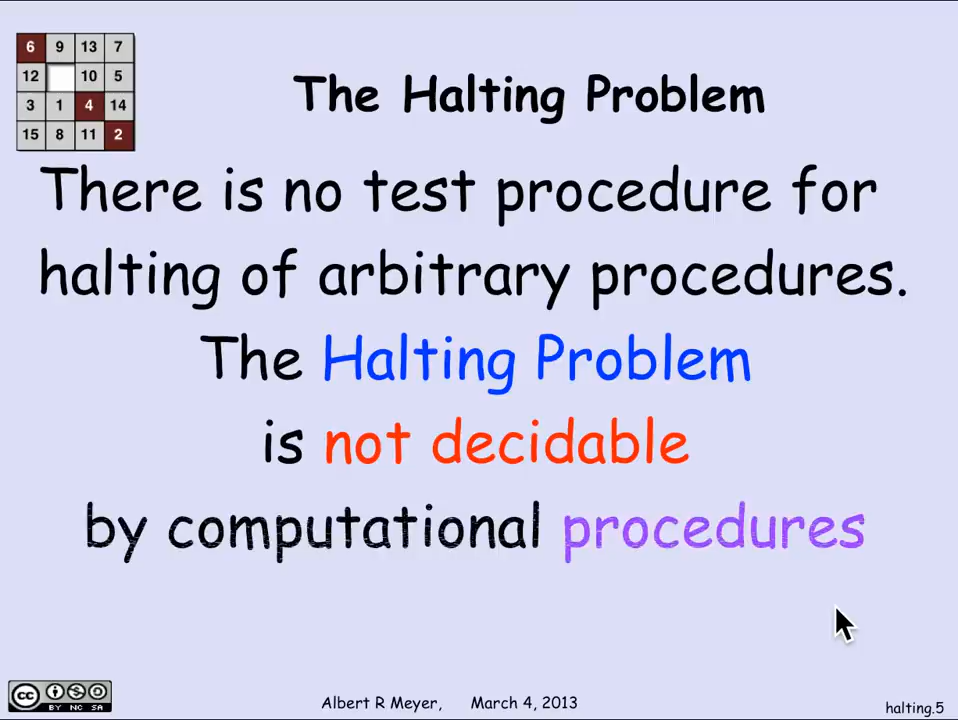 6 9 13 7
12 10 5
3 1 4 14
15 8 11 2
The Halting Problem
There is no test procedure for
halting of arbitrary procedures.
The Halting Problem
is not decidable
by computational procedures
cc BY NC SA
Albert R Meyer, March 4, 2013
halting.5